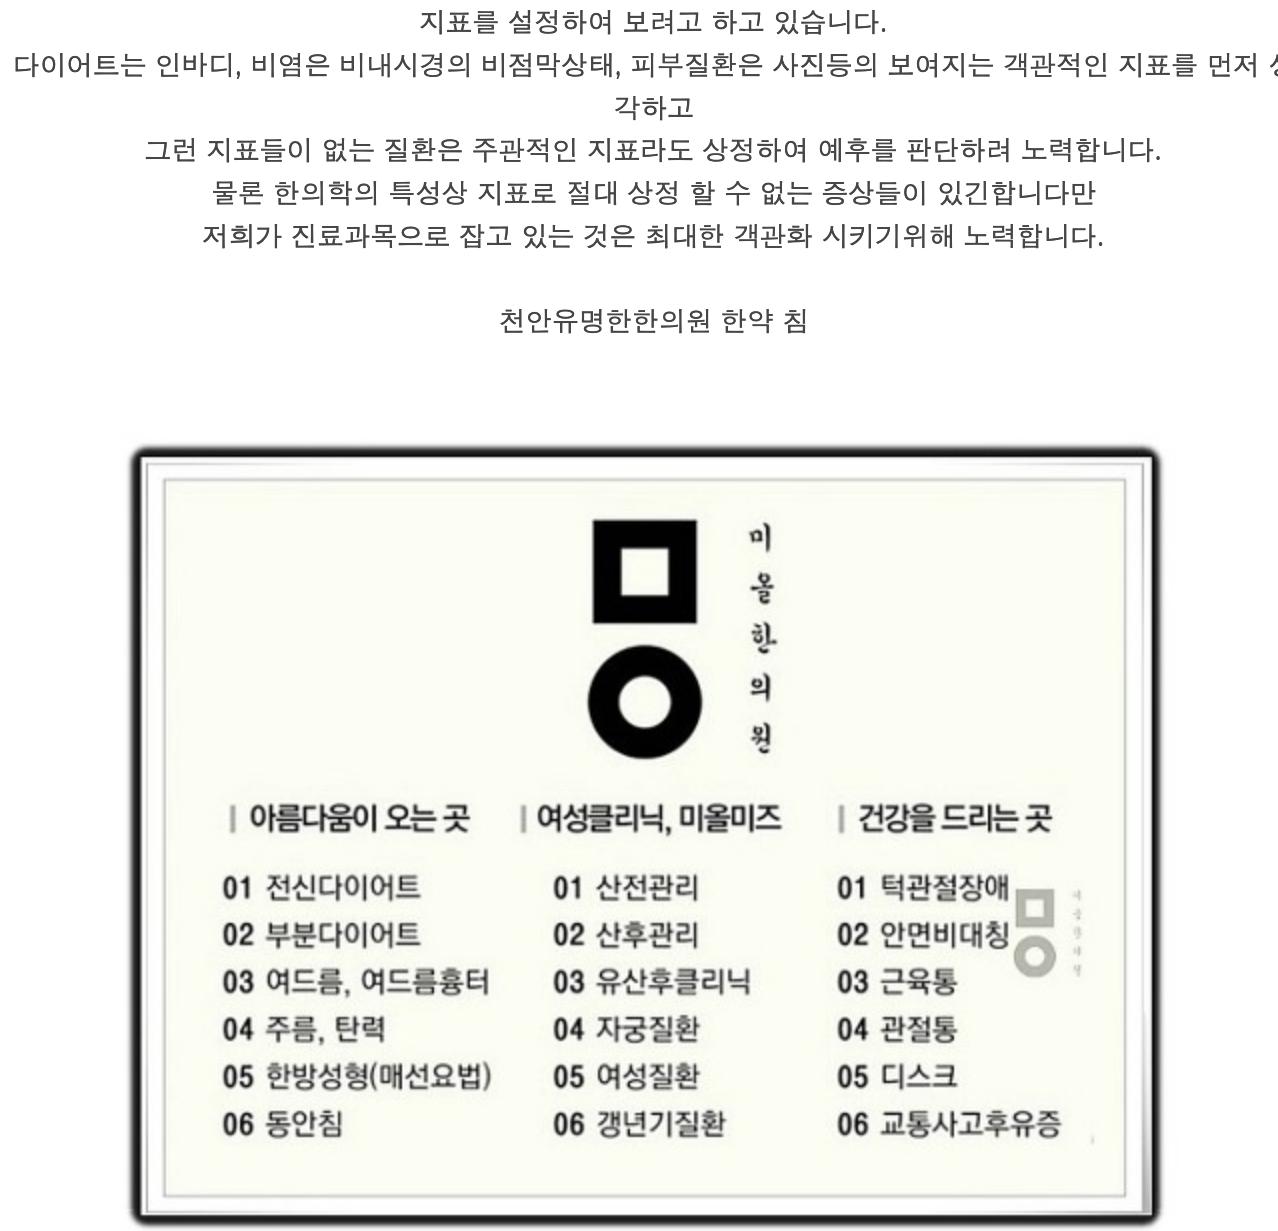 지표를 설정하여 보려고 하고 있습니다.
다이어트는 인바디, 비염은 비내시경의 비점막상태, 피부질환은 사진등의 보여지는 객관적인 지표를 먼저
각하고
그런 지표들이 없는 질환은 주관적인 지표라도 상정하여 예후를 판단하려 노력합니다.
물론 한의학의 특성상 지표로 절대 상정 할 수 없는 증상들이 있긴합니다만
저희가 진료과목으로 잡고 있는 것은 최대한 객관화 시키기위해 노력합니다.
천안유명한한의원 한약 침
미올한의원
아름다움이 오는 곳
01 전신다이어트
02 부분다이어트
03 여드름, 여드름흉터
04 주름, 탄력
05 한방성형(매선요법)
06 동안침
여성클리닉, 미올미즈
01 산전관리
02 산후관리
03 유산후클리닉
04 자궁질환
05 여성질환
06 갱년기질환
건강을 드리는 곳
01 턱관절장애
02 안면비대칭
03 근육통
04 관절통
05 디스크
06 교통사고후유증